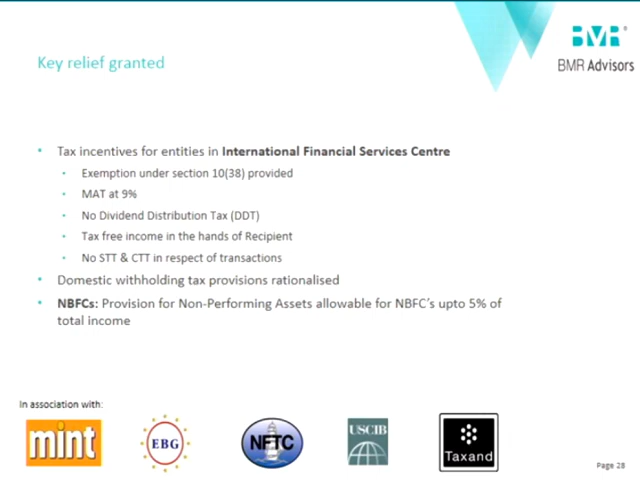 BMR®
BMR Advisors
Key relief granted
• Tax incentives for entities in International Financial Services Centre
• Exemption under section 10(38) provided
• MAT at 9%
• No Dividend Distribution Tax (DDT)
• Tax free income in the hands of Recipient
• No STT & CTT in respect of transactions
• Domestic withholding tax provisions rationalised
• NBFCs: Provision for Non-Performing Assets allowable for NBFC’s upto 5% of
total income
In association with:
mint
EBG
NFTC
USCIB
Taxand
Page 28